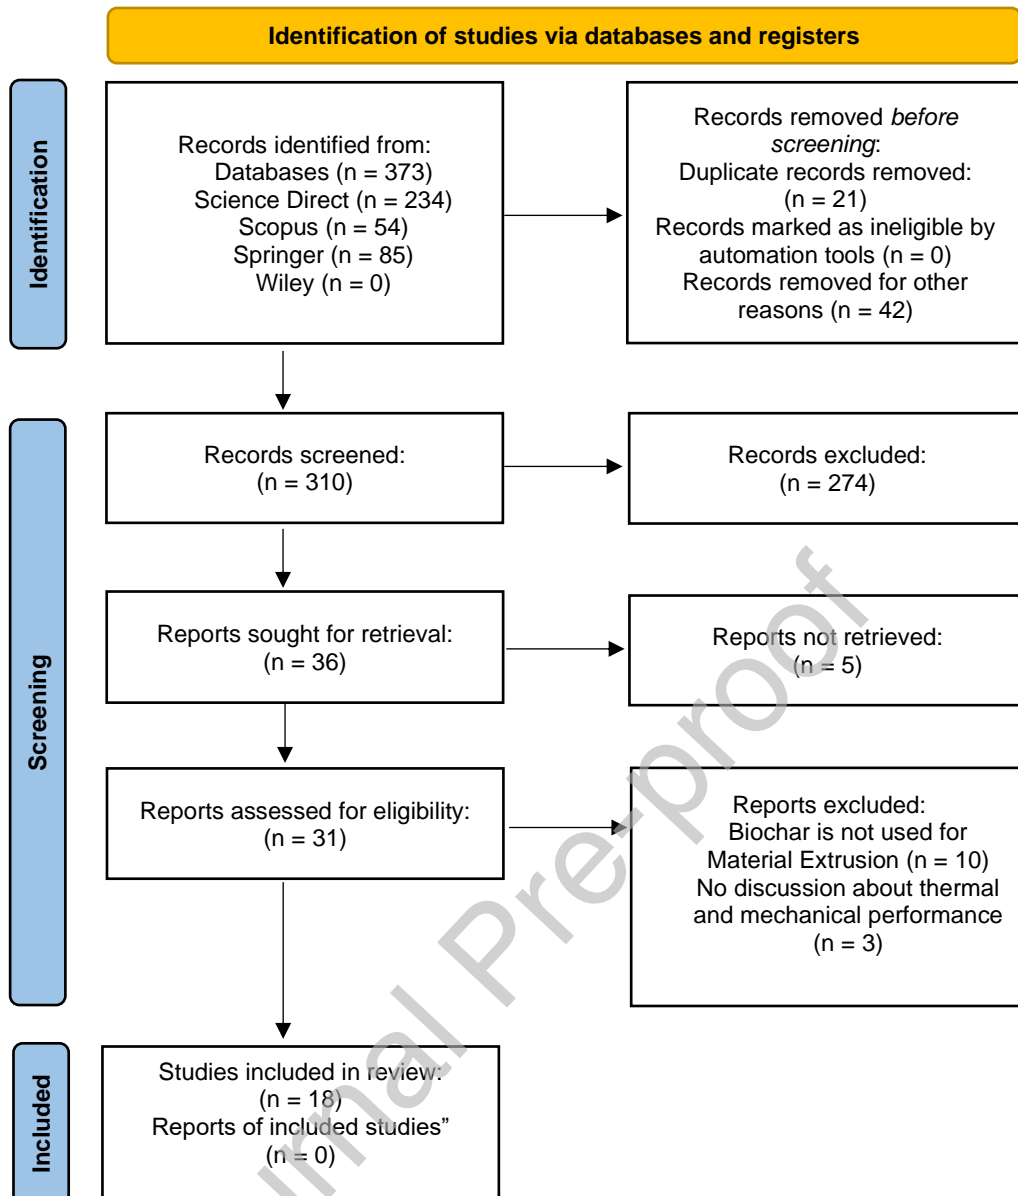 Identification of studies via databases and registers
Identification
Records identified from:
Databases (n = 373)
Science Direct (n = 234)
Scopus (n = 54)
Springer (n = 85)
Wiley (n = 0)
Records removed before
screening:
Duplicate records removed:
(n = 21)
Records marked as ineligible by
automation tools (n = 0)
Records removed for other
reasons (n = 42)
Screening
Records screened:
(n = 310)
Records excluded:
(n = 274)
Reports sought for retrieval:
(n = 36)
Reports not retrieved:
(n = 5)
Reports assessed for eligibility:
(n = 31)
Reports excluded:
Biochar is not used for
Material Extrusion (n = 10)
No discussion about thermal
and mechanical performance
(n = 3)
Included
Studies included in review:
(n = 18)
Reports of included studies”
(n = 0)
urnal Pre-proof